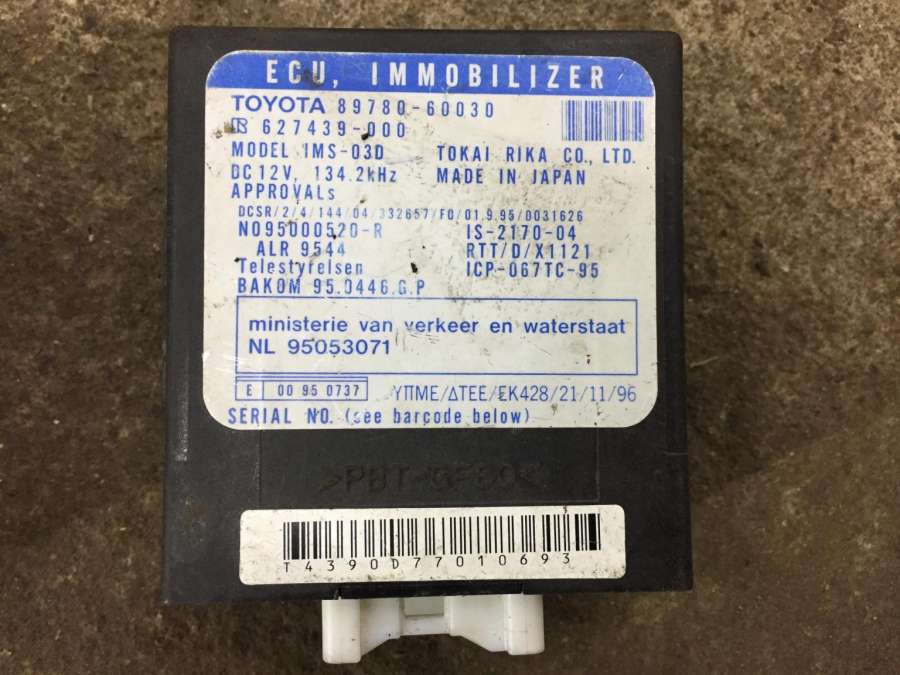 ECU, IMMOBILIZER
TOYOTA 89780-60030
627439-000
MODEL IMS-03D TOKAI RIKA CO., LTD.
DC 12V, 134.2kHz MADE IN JAPAN
APPROVALs
DCSR/2/4/144/04/332657/FO/01.9.95/0031626
N095000520-R IS-2170-04
ALR 9544 RTT/D/X1121
Telestyrelsen ICP-067TC-95
BAKOM 95.0446.G.P
ministerie van verkeer en waterstaat
NL 95053071
E 00 95 0737 ΥΠΜΕ/ΔΤΕΕ/ΕΚ428/21/11/96
SERIAL NO. (see barcode below)
>PBT-GF30<
T4390D77010693